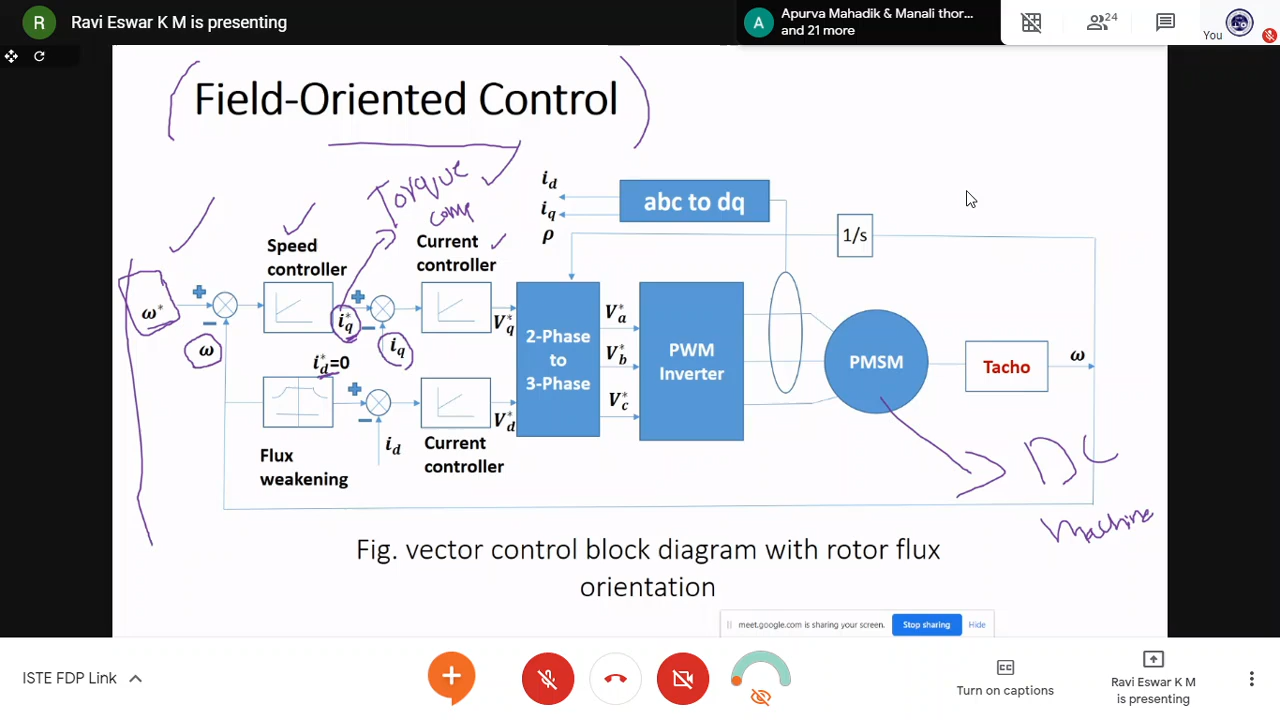 R Ravi Eswar K M is presenting
A Apurva Mahadik & Manali thor...
and 21 more
24
You
Field-Oriented Control
Torque
comp
i_d
i_q
ρ
abc to dq
1/s
Speed
controller
Current
controller
ω*
ω
i_q*
i_q
i_d*=0
V_q*
2-Phase
to
3-Phase
V_a*
V_b*
V_c*
PWM
Inverter
PMSM
Tacho
ω
V_d*
i_d
Flux
weakening
Current
controller
DC
Machine
Fig. vector control block diagram with rotor flux
orientation
meet.google.com is sharing your screen. Stop sharing Hide
ISTE FDP Link
Turn on captions
Ravi Eswar K M
is presenting